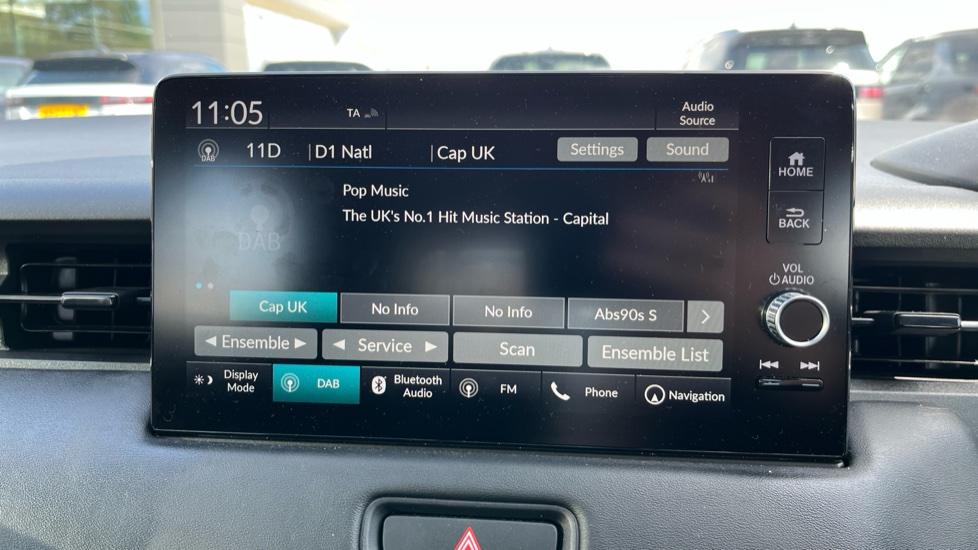 11:05 TA Audio Source
DAB 11D D1 Natl Cap UK Settings Sound
HOME
Pop Music
The UK's No.1 Hit Music Station - Capital
BACK
DAB
VOL
AUDIO
Cap UK No Info No Info Abs90s S
Ensemble Service Scan Ensemble List
Display Mode DAB Bluetooth Audio FM Phone Navigation